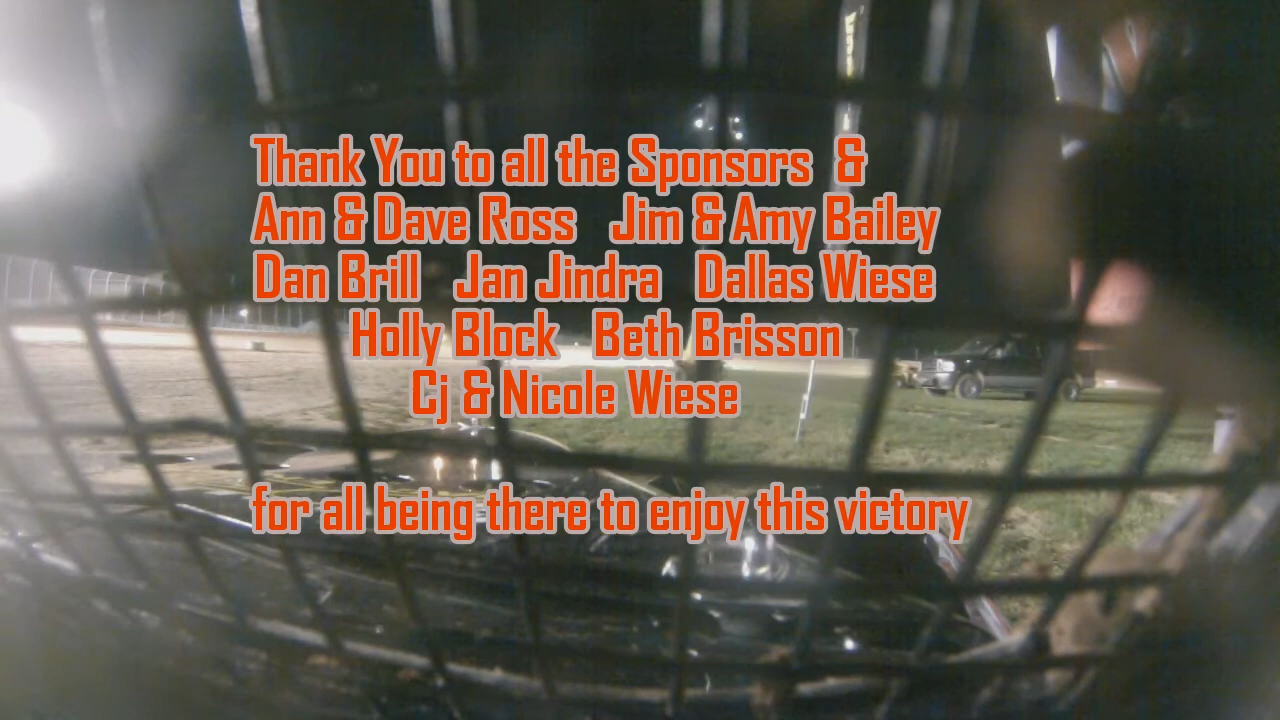 Thank You to all the Sponsors &
Ann & Dave Ross Jim & Amy Bailey
Dan Brill Jan Jindra Dallas Wiese
Holly Block Beth Brisson
Cj & Nicole Wiese
for all being there to enjoy this victory